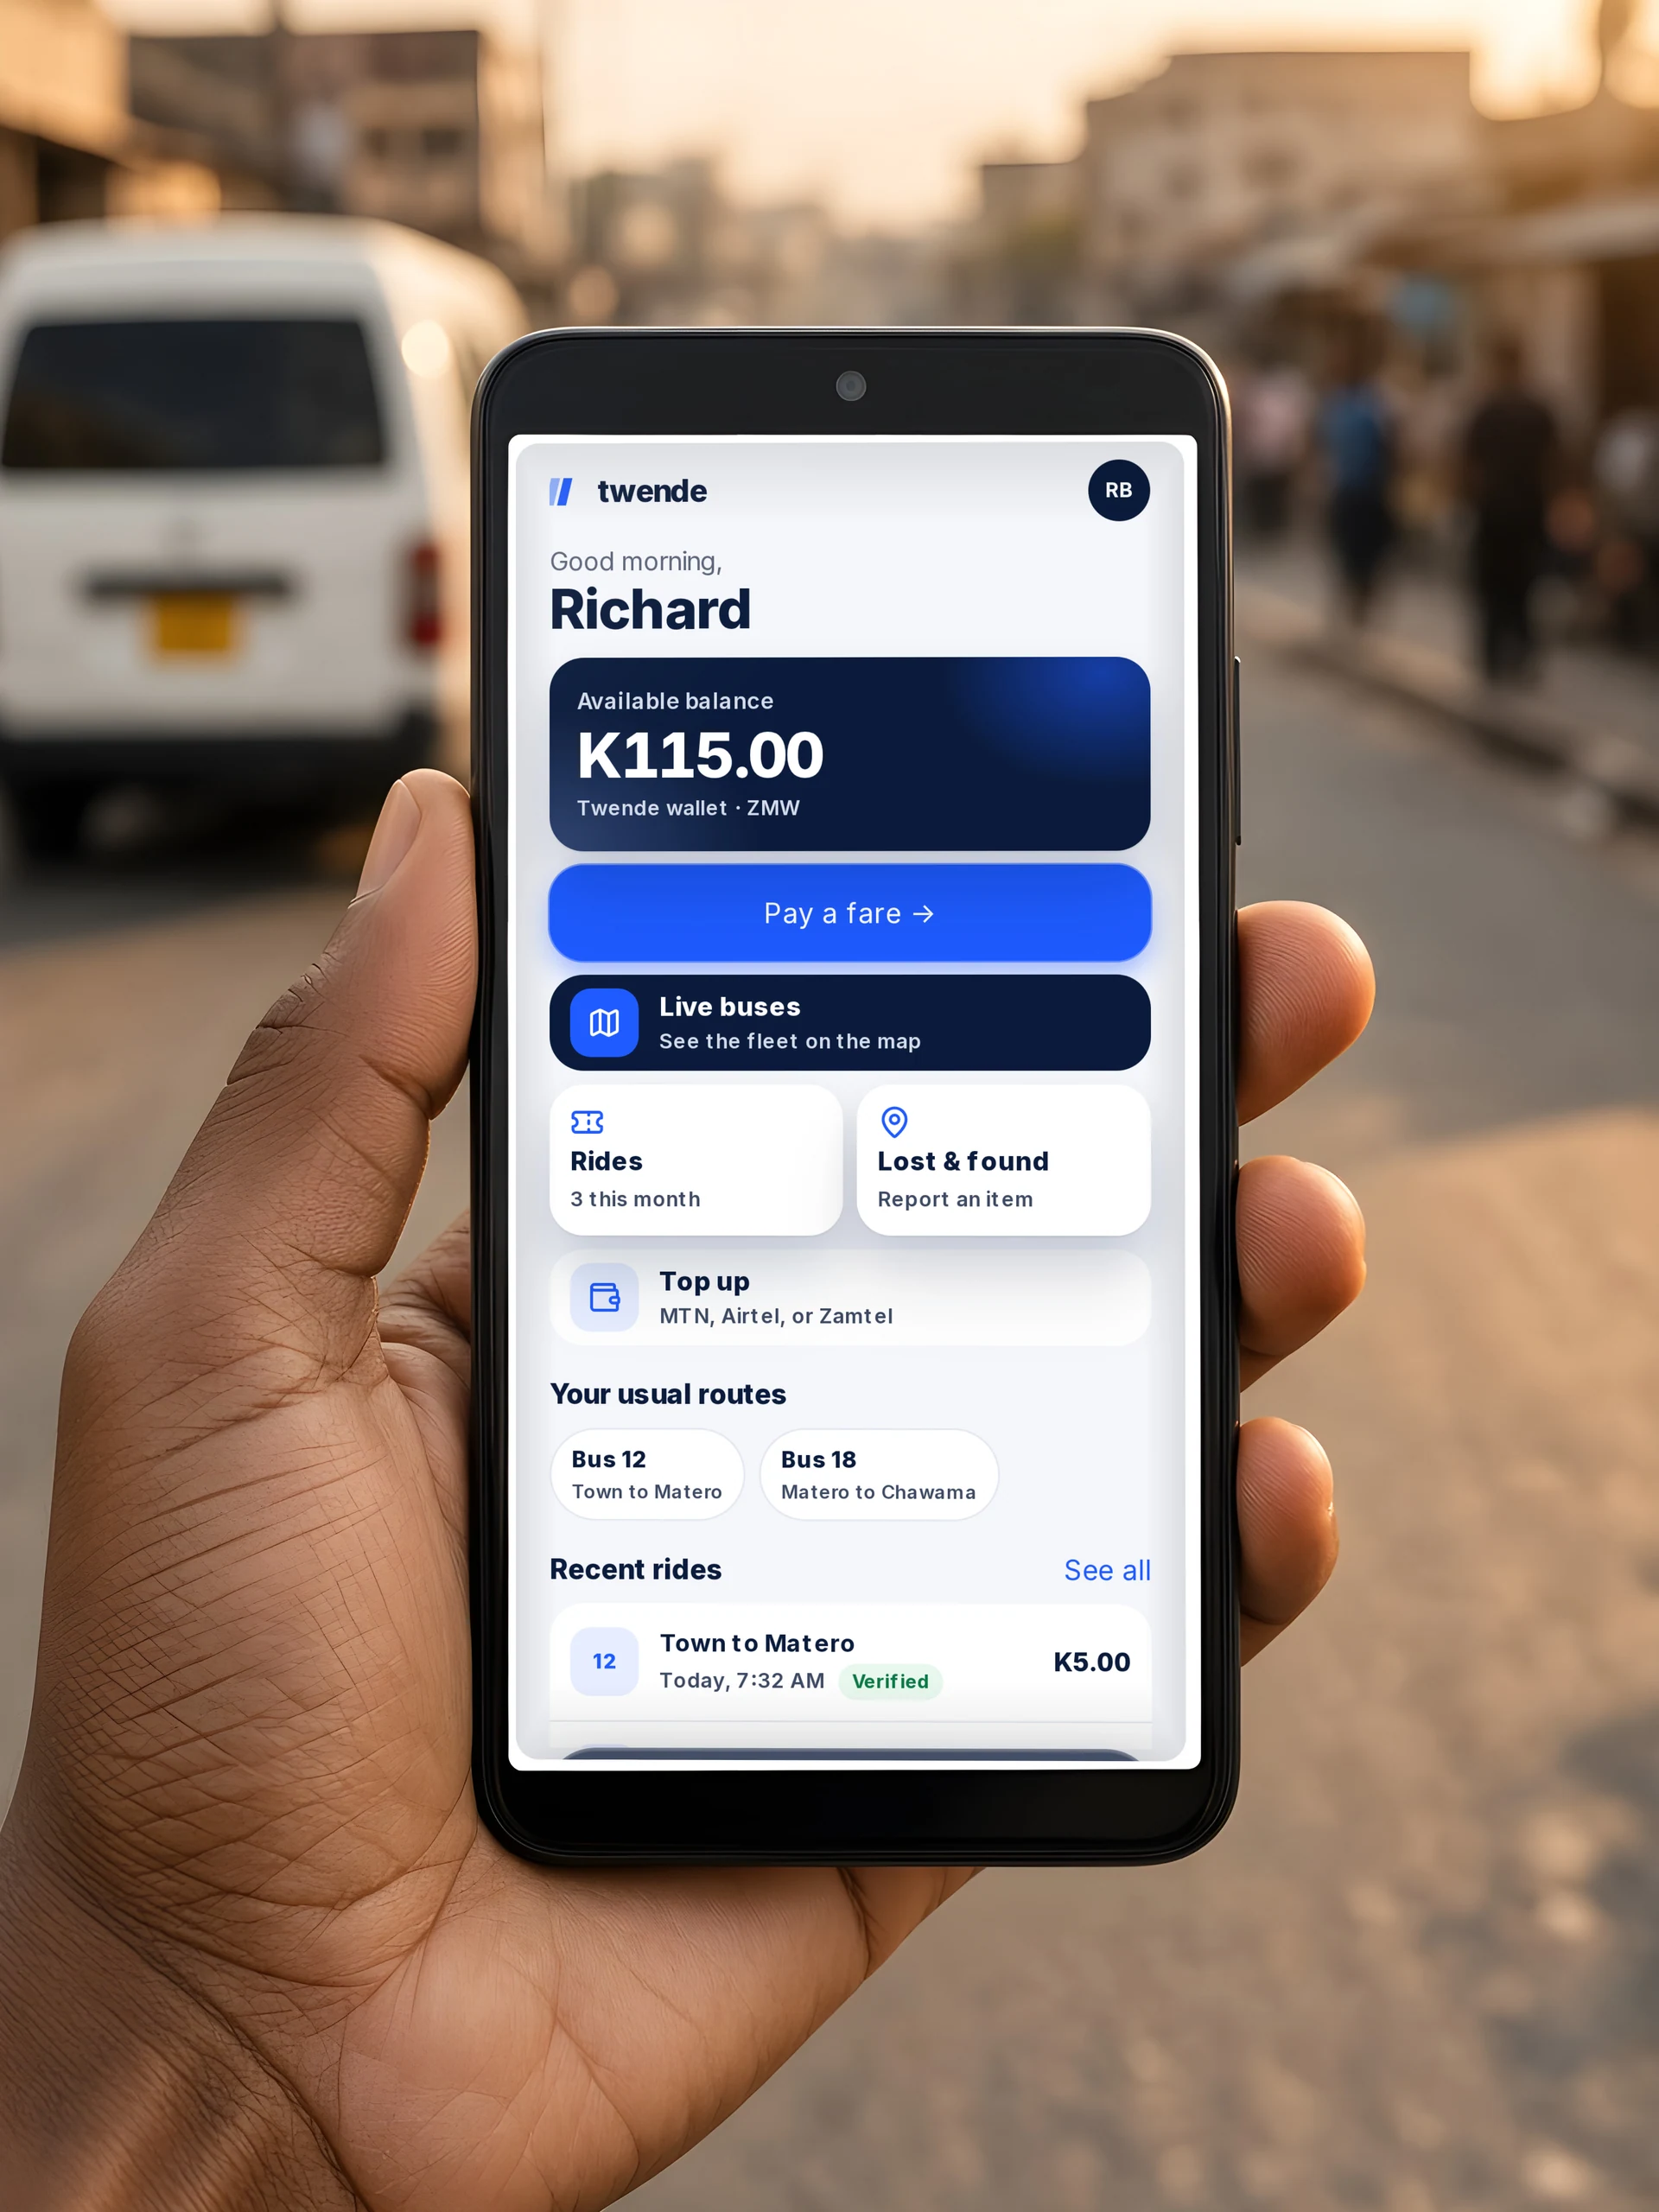 twende
RB
Good morning,
Richard
Available balance
K115.00
Twende wallet · ZMW
Pay a fare →
Live buses
See the fleet on the map
Rides
3 this month
Lost & found
Report an item
Top up
MTN, Airtel, or Zamtel
Your usual routes
Bus 12
Town to Matero
Bus 18
Matero to Chawama
Recent rides
See all
12
Town to Matero
Today, 7:32 AM
Verified
K5.00